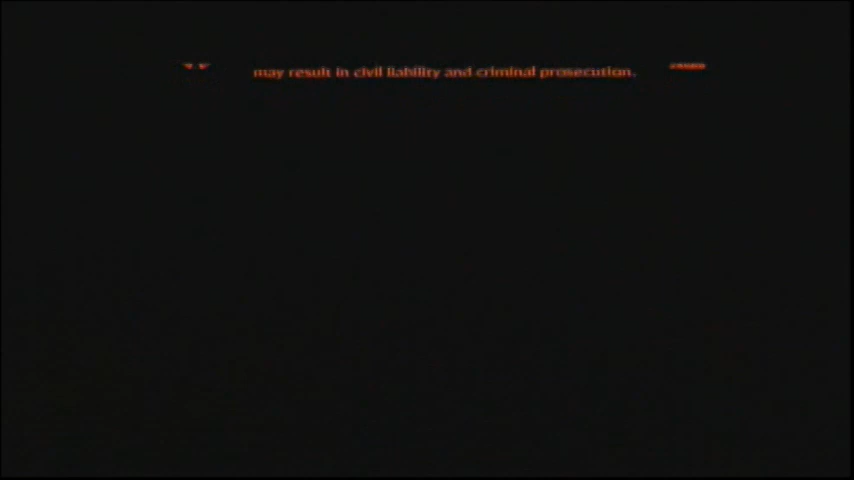 may result in civil liability and criminal prosecution.